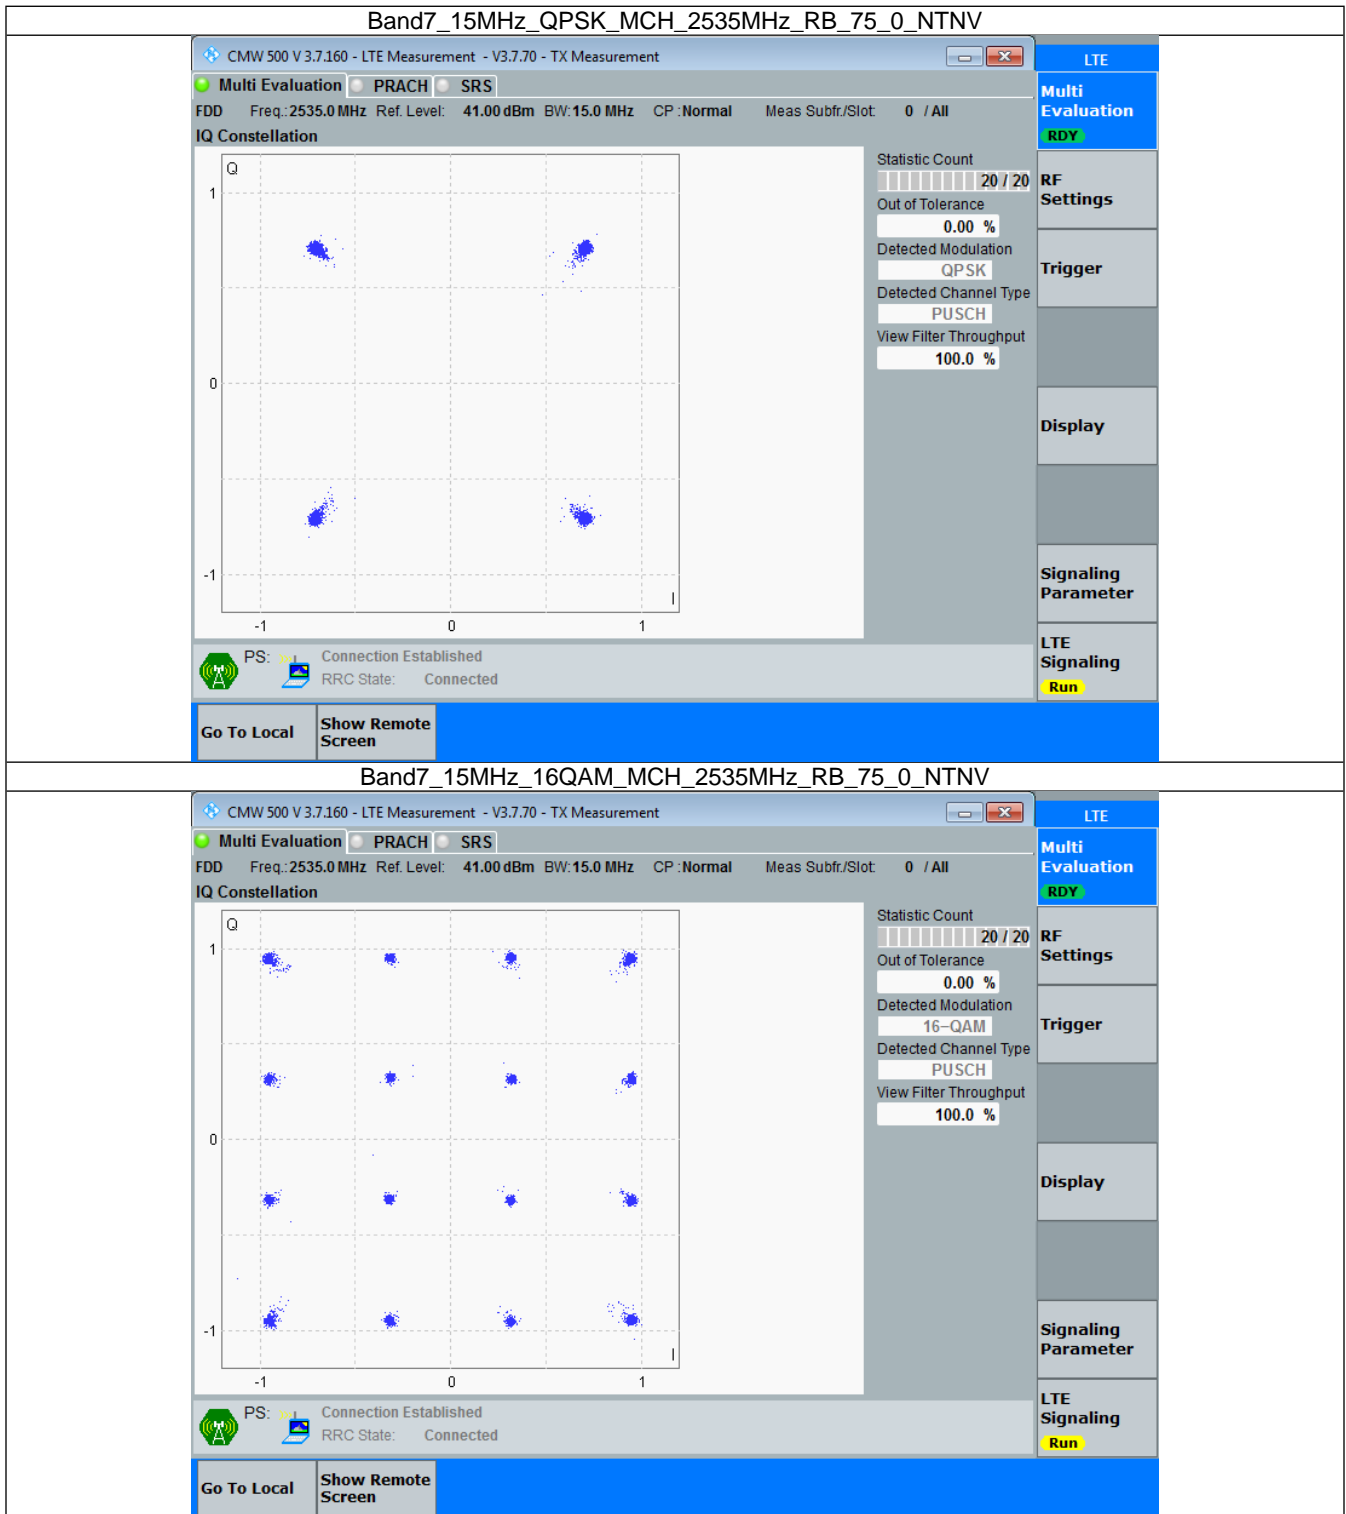 Band7_15MHz_QPSK_MCH_2535MHz_RB_75_0_NTNV
CMW 500 V 3.7.160 - LTE Measurement - V3.7.70 - TX Measurement
LTE
Multi Evaluation PRACH SRS
Multi
Evaluation
RDY
FDD Freq.: 2535.0 MHz Ref. Level: 41.00 dBm BW: 15.0 MHz CP : Normal Meas Subfr./Slot: 0 / All
IQ Constellation
Q
1
0
-1
I
-1 0 1
Statistic Count
20 / 20
Out of Tolerance
0.00 %
Detected Modulation
QPSK
Detected Channel Type
PUSCH
View Filter Throughput
100.0 %
RF
Settings
Trigger
Display
Signaling
Parameter
LTE
Signaling
Run
PS: Connection Established
RRC State: Connected
Go To Local
Show Remote
Screen
Band7_15MHz_16QAM_MCH_2535MHz_RB_75_0_NTNV
CMW 500 V 3.7.160 - LTE Measurement - V3.7.70 - TX Measurement
LTE
Multi Evaluation PRACH SRS
Multi
Evaluation
RDY
FDD Freq.: 2535.0 MHz Ref. Level: 41.00 dBm BW: 15.0 MHz CP : Normal Meas Subfr./Slot: 0 / All
IQ Constellation
Q
1
0
-1
I
-1 0 1
Statistic Count
20 / 20
Out of Tolerance
0.00 %
Detected Modulation
16-QAM
Detected Channel Type
PUSCH
View Filter Throughput
100.0 %
RF
Settings
Trigger
Display
Signaling
Parameter
LTE
Signaling
Run
PS: Connection Established
RRC State: Connected
Go To Local
Show Remote
Screen